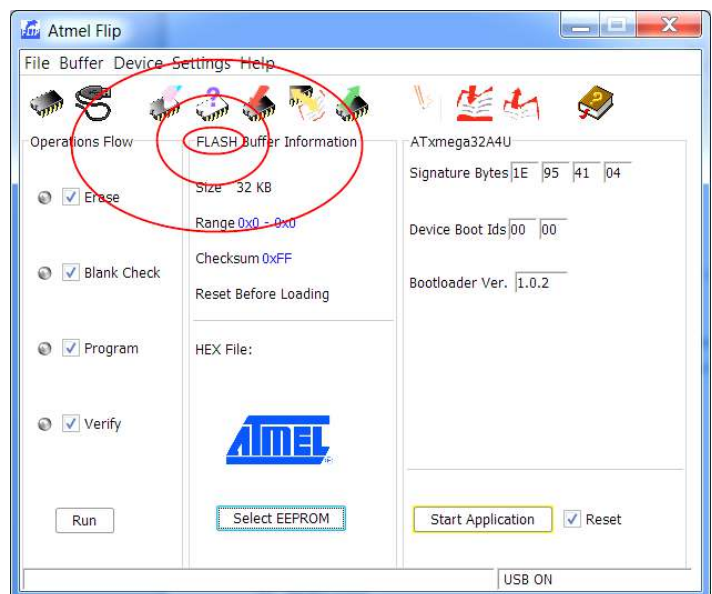 Atmel Flip
File Buffer Device Settings Help
Operations Flow
Erase
Blank Check
Program
Verify
Run
FLASH Buffer Information
Size 32 KB
Range 0x0 - 0x0
Checksum 0xFF
Reset Before Loading
HEX File:
ATMEL
Select EEPROM
ATxmega32A4U
Signature Bytes 1E 95 41 04
Device Boot Ids 00 00
Bootloader Ver. 1.0.2
Start Application
Reset
USB ON